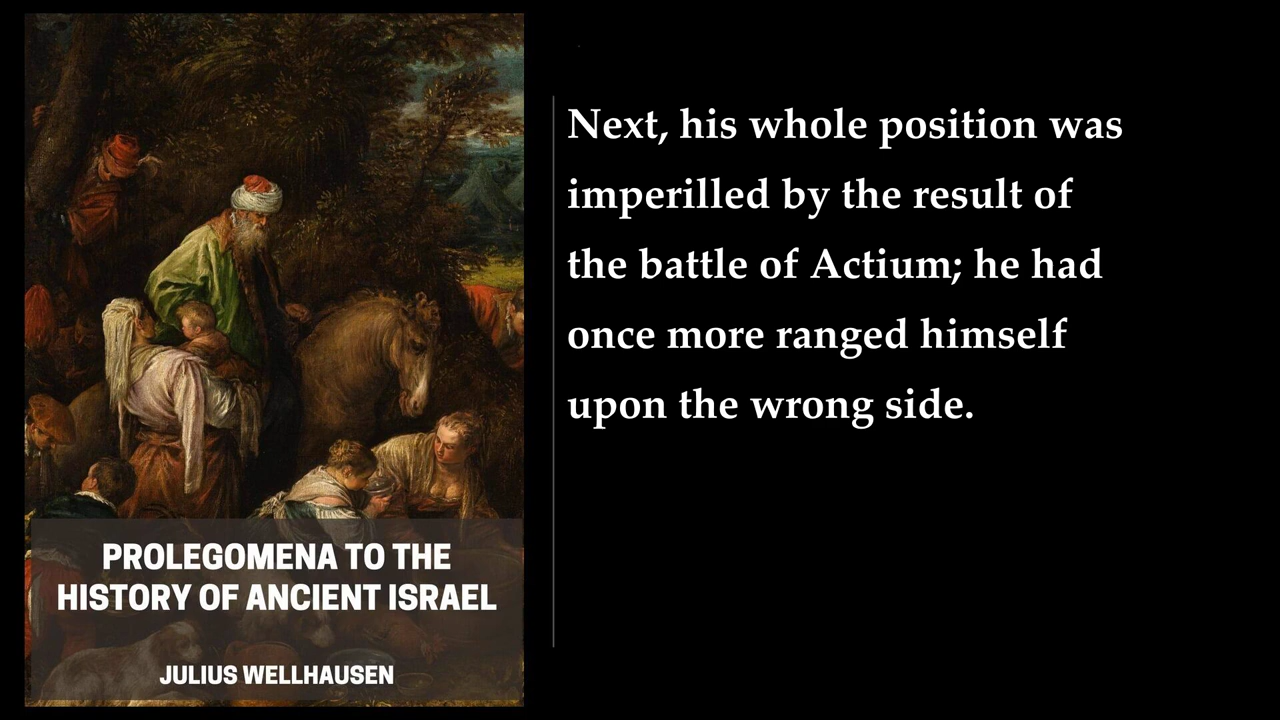 Next, his whole position was
imperilled by the result of
the battle of Actium; he had
once more ranged himself
upon the wrong side.
PROLEGOMENA TO THE
HISTORY OF ANCIENT ISRAEL
JULIUS WELLHAUSEN